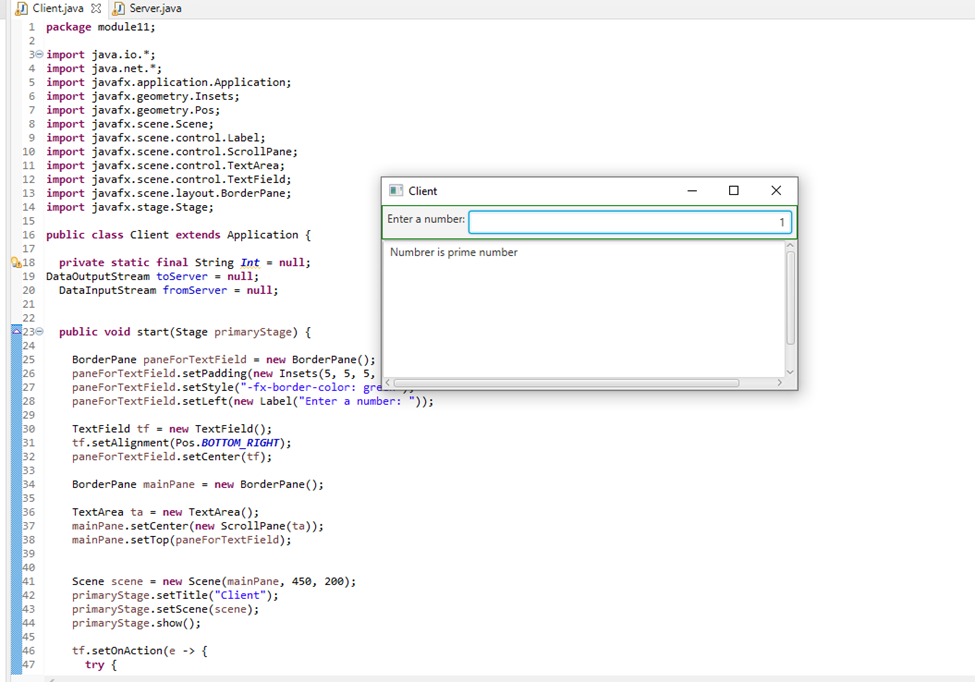 Client.java Server.java
1 package module11;
2
3 import java.io.*;
4 import java.net.*;
5 import javafx.application.Application;
6 import javafx.geometry.Insets;
7 import javafx.geometry.Pos;
8 import javafx.scene.Scene;
9 import javafx.scene.control.Label;
10 import javafx.scene.control.ScrollPane;
11 import javafx.scene.control.TextArea;
12 import javafx.scene.control.TextField;
13 import javafx.scene.layout.BorderPane;
14 import javafx.stage.Stage;
15
16 public class Client extends Application {
17
18 private static final String Int = null;
19 DataOutputStream toServer = null;
20 DataInputStream fromServer = null;
21
22
23 public void start(Stage primaryStage) {
24
25 BorderPane paneForTextField = new BorderPane();
26 paneForTextField.setPadding(new Insets(5, 5, 5,
27 paneForTextField.setStyle("-fx-border-color: green");
28 paneForTextField.setLeft(new Label("Enter a number: "));
29
30 TextField tf = new TextField();
31 tf.setAlignment(Pos.BOTTOM_RIGHT);
32 paneForTextField.setCenter(tf);
33
34 BorderPane mainPane = new BorderPane();
35
36 TextArea ta = new TextArea();
37 mainPane.setCenter(new ScrollPane(ta));
38 mainPane.setTop(paneForTextField);
39
40
41 Scene scene = new Scene(mainPane, 450, 200);
42 primaryStage.setTitle("Client");
43 primaryStage.setScene(scene);
44 primaryStage.show();
45
46 tf.setOnAction(e -> {
47 try {
Client
Enter a number: 1
Numbrer is prime number